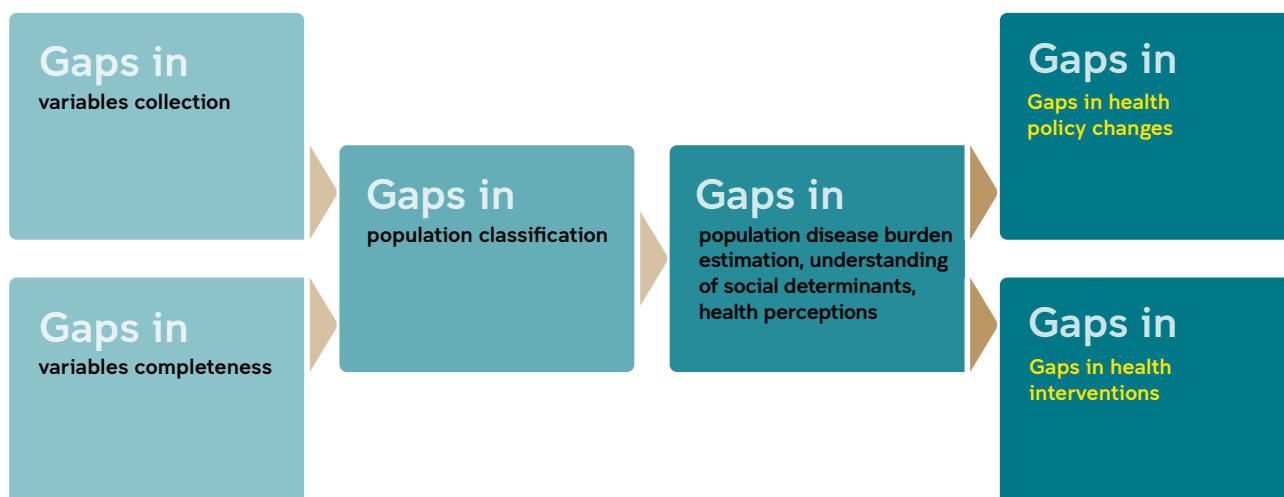 Gaps in
variables collection
Gaps in
variables completeness
Gaps in
population classification
Gaps in
population disease burden
estimation, understanding
of social determinants,
health perceptions
Gaps in
Gaps in health
policy changes
Gaps in
Gaps in health
interventions